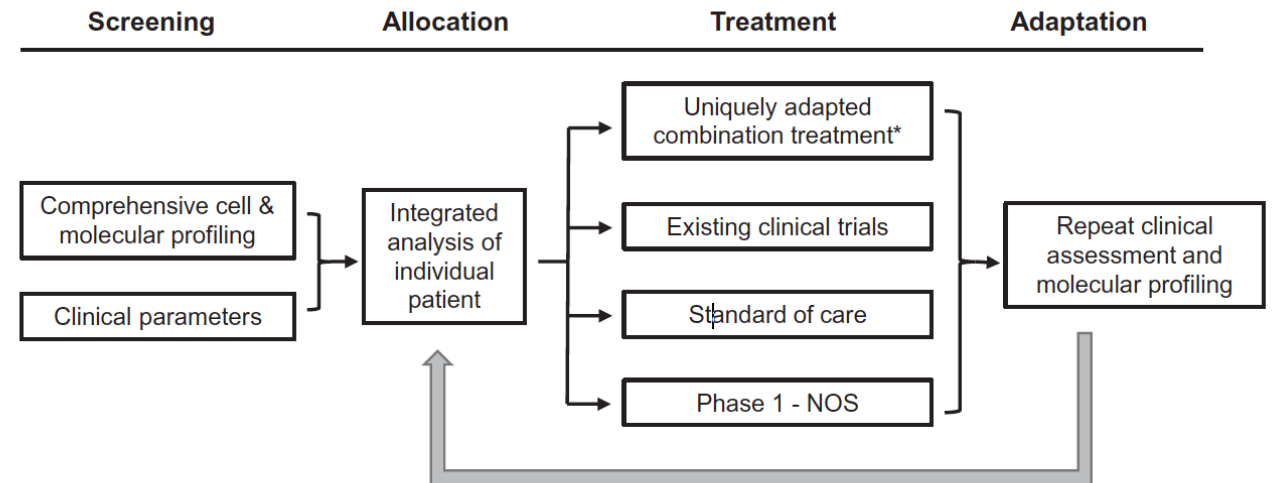 Screening
Allocation
Treatment
Adaptation
Comprehensive cell &
molecular profiling
Clinical parameters
Integrated
analysis of
individual
patient
Uniquely adapted
combination treatment*
Existing clinical trials
Standard of care
Phase 1 - NOS
Repeat clinical
assessment and
molecular profiling